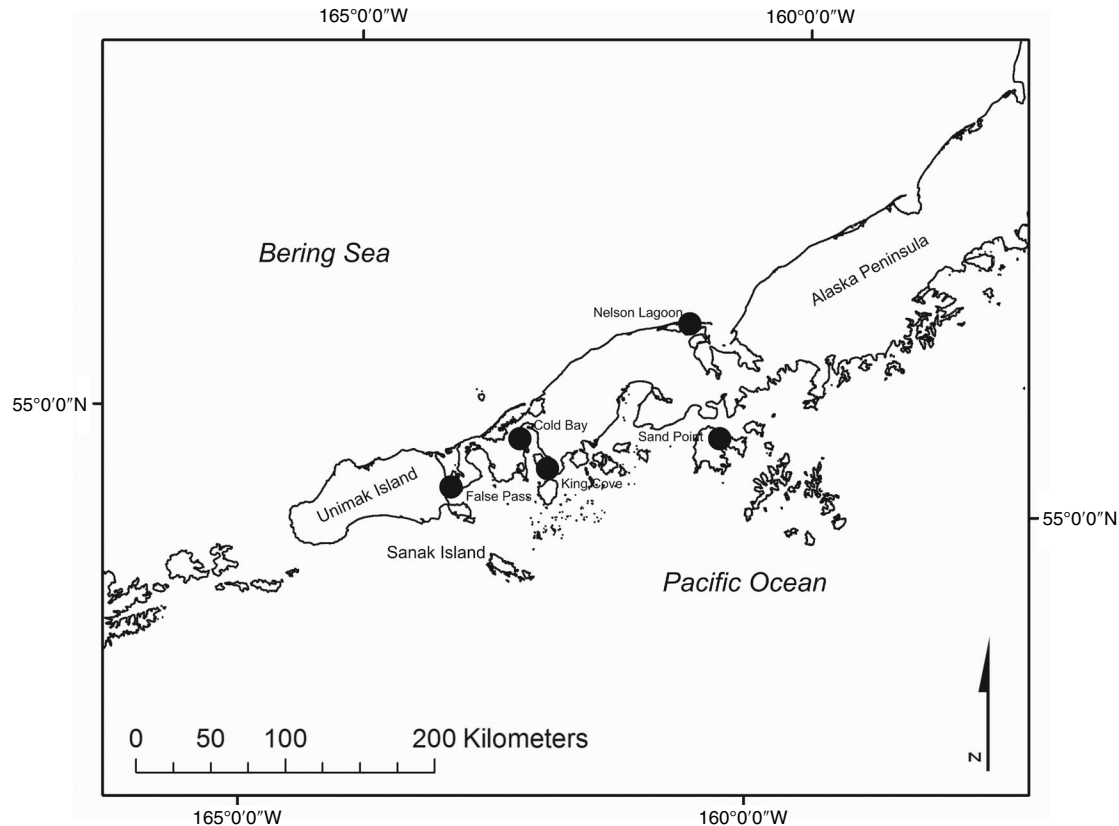 165°0'0"W
160°0'0"W
Bering Sea
Alaska Peninsula
Nelson Lagoon
55°0'0"N
Cold Bay
Sand Point
King Cove
Unimak Island
False Pass
55°0'0"N
Sanak Island
Pacific Ocean
0 50 100 200 Kilometers
N
165°0'0"W
160°0'0"W